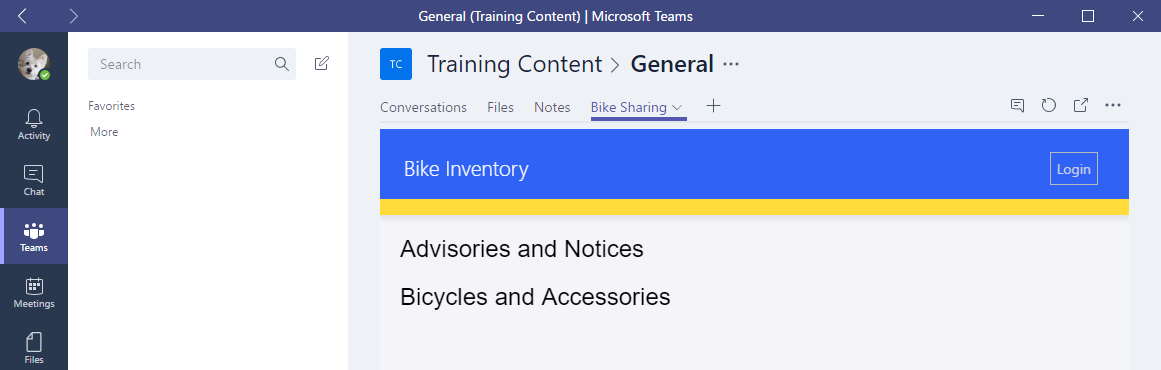 General (Training Content) | Microsoft Teams
Search
Favorites
More
Activity
Chat
Teams
Meetings
Files
TC Training Content > General ...
Conversations Files Notes Bike Sharing
Bike Inventory Login
Advisories and Notices
Bicycles and Accessories